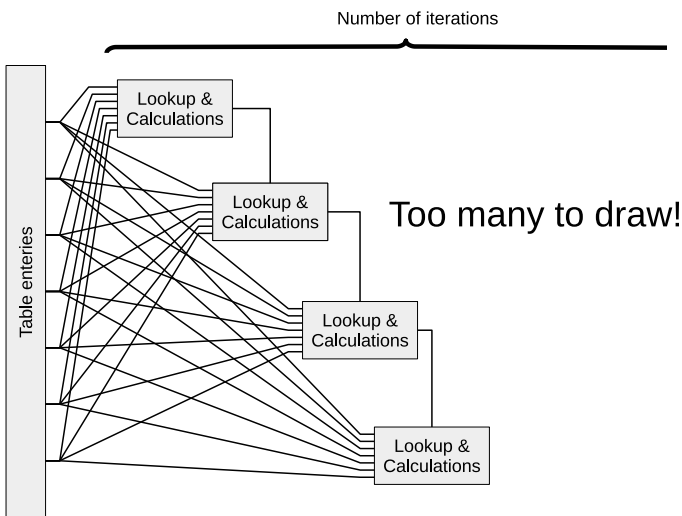 Number of iterations
Lookup &
Calculations
Lookup &
Calculations
Too many to draw!
Table enteries
Lookup &
Calculations
Lookup &
Calculations